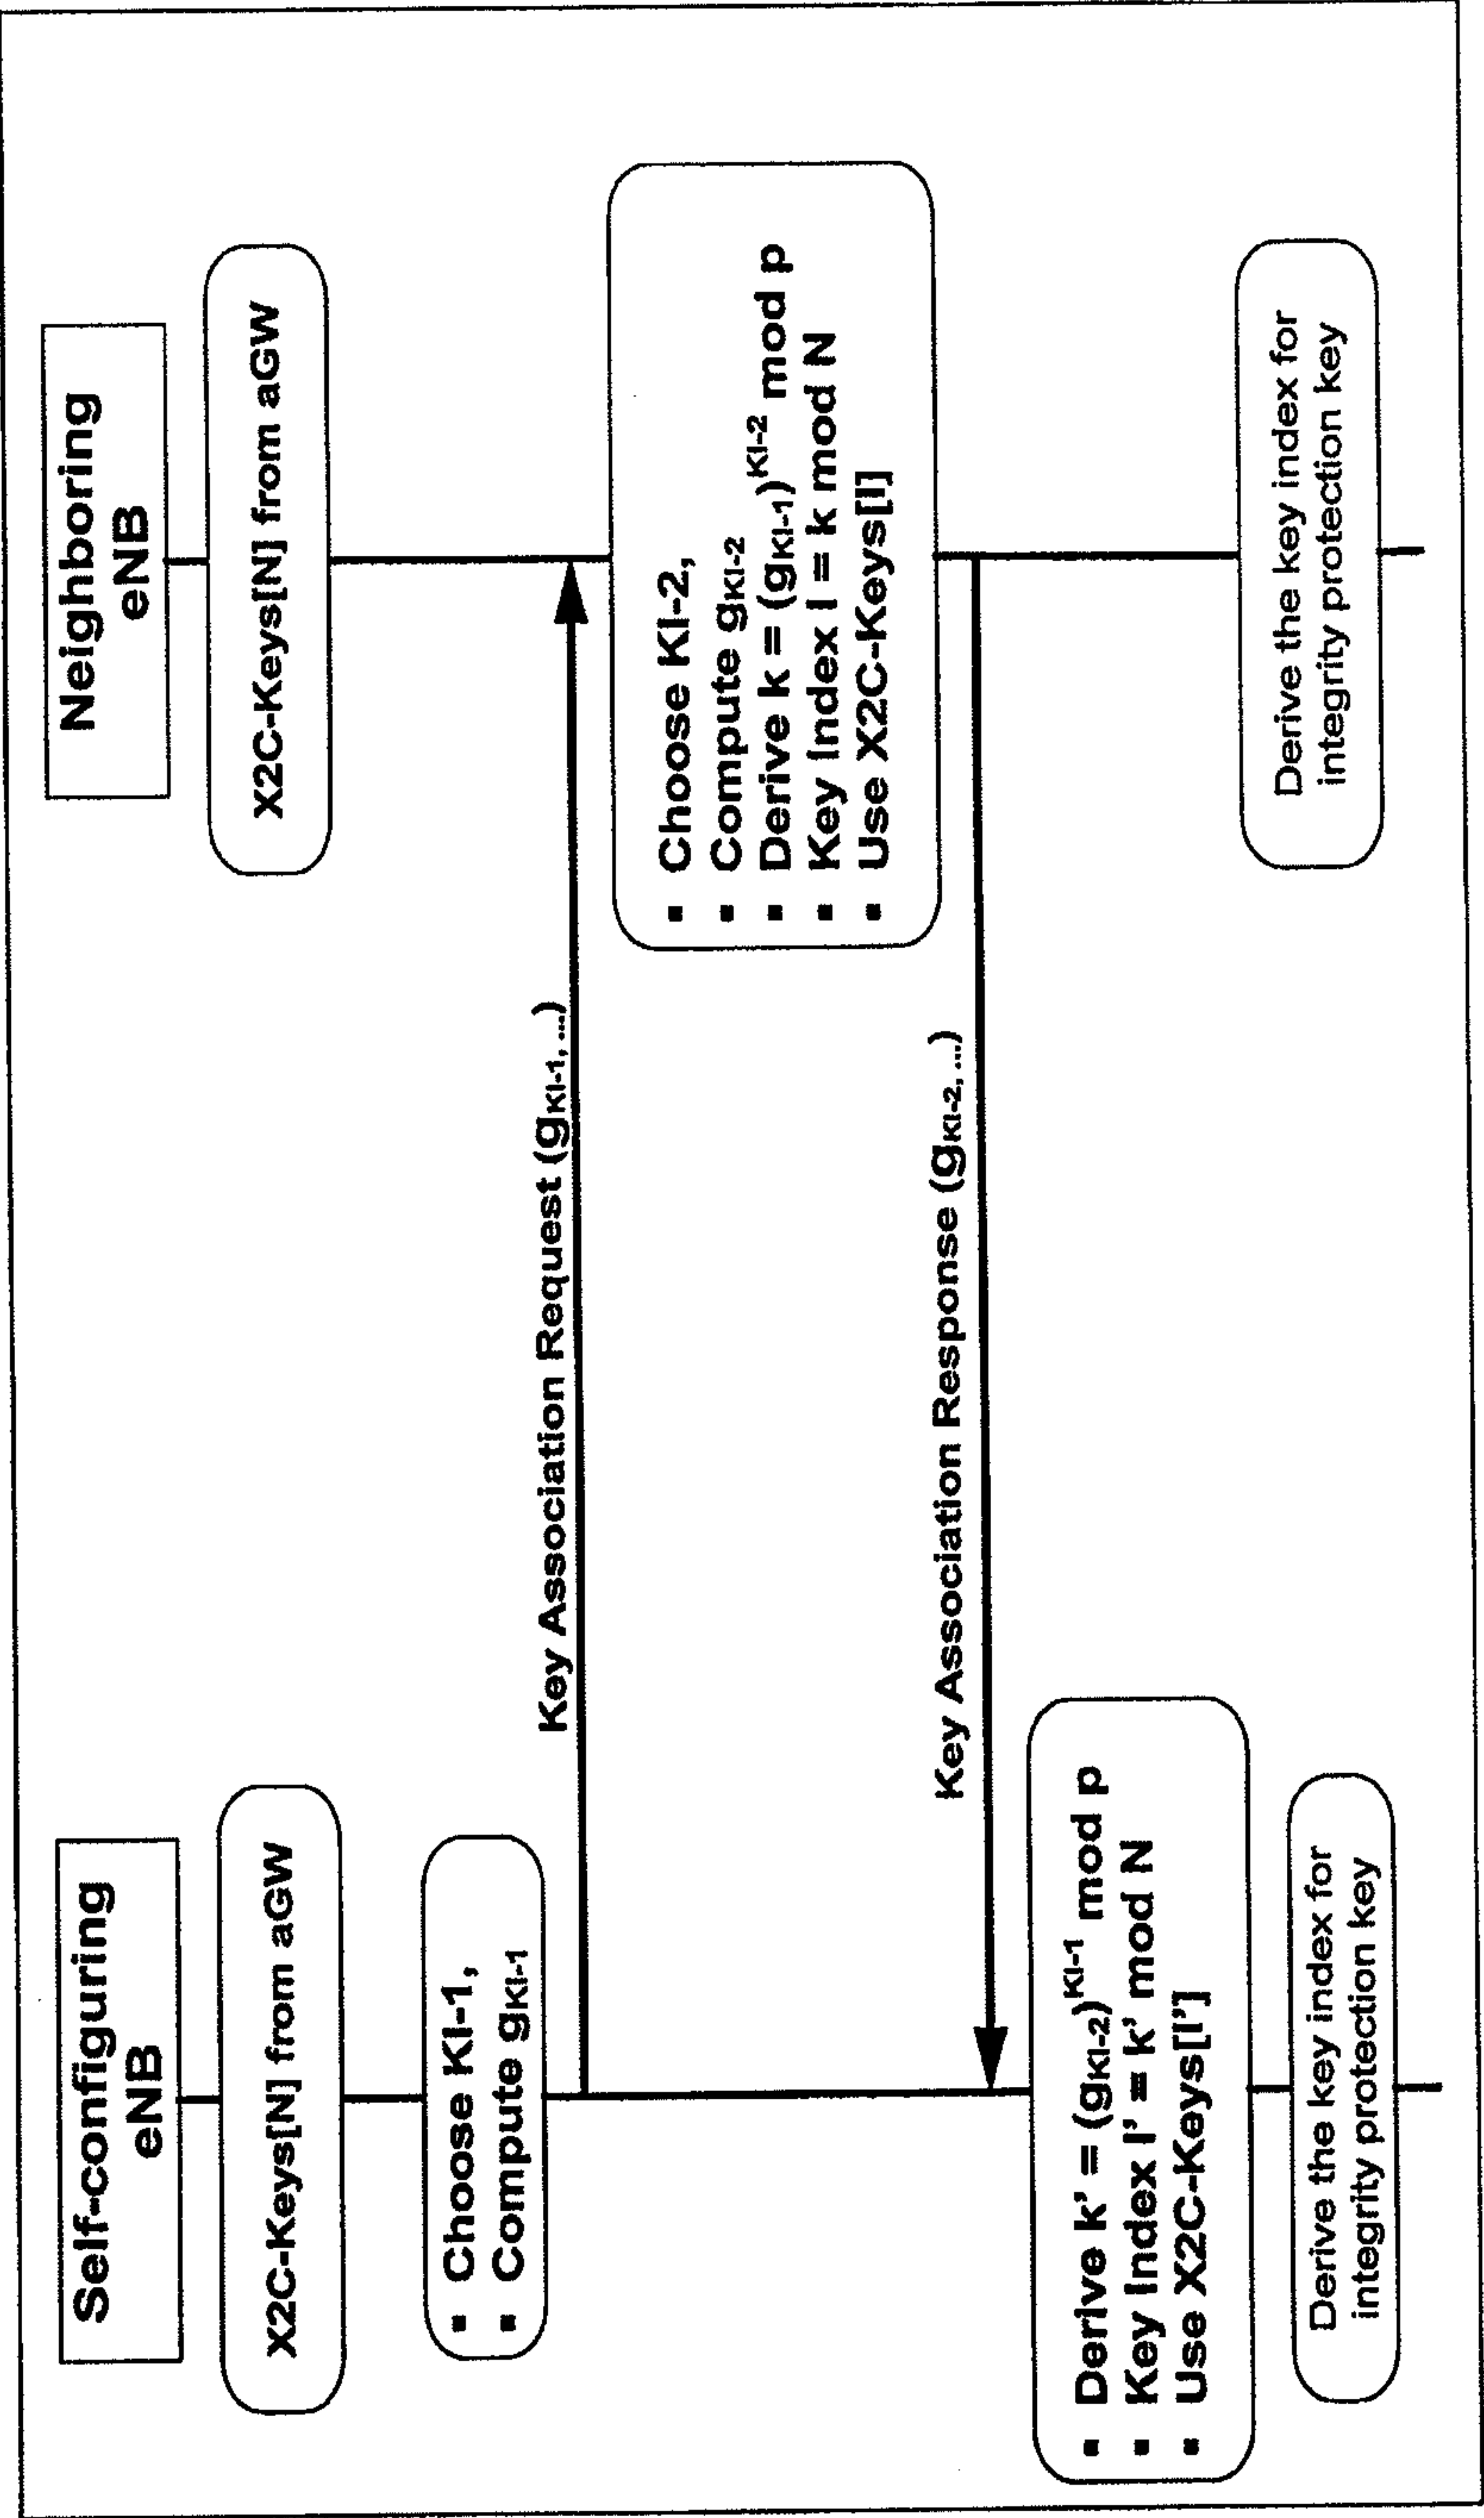 Self-configuring
eNB
Neighboring
eNB
X2C-Keys[N] from aGW
X2C-Keys[N] from aGW
▪ Choose KI-1,
▪ Compute gKI-1
Key Association Request (gKI-1, ...)
▪ Choose KI-2,
▪ Compute gKI-2
▪ Derive k = (gKI-1)^KI-2 mod p
▪ Key Index I = k mod N
▪ Use X2C-Keys[I]
Key Association Response (gKI-2, ...)
▪ Derive k' = (gKI-2)^KI-1 mod p
▪ Key Index I' = k' mod N
▪ Use X2C-Keys[I']
Derive the key index for
integrity protection key
Derive the key index for
integrity protection key